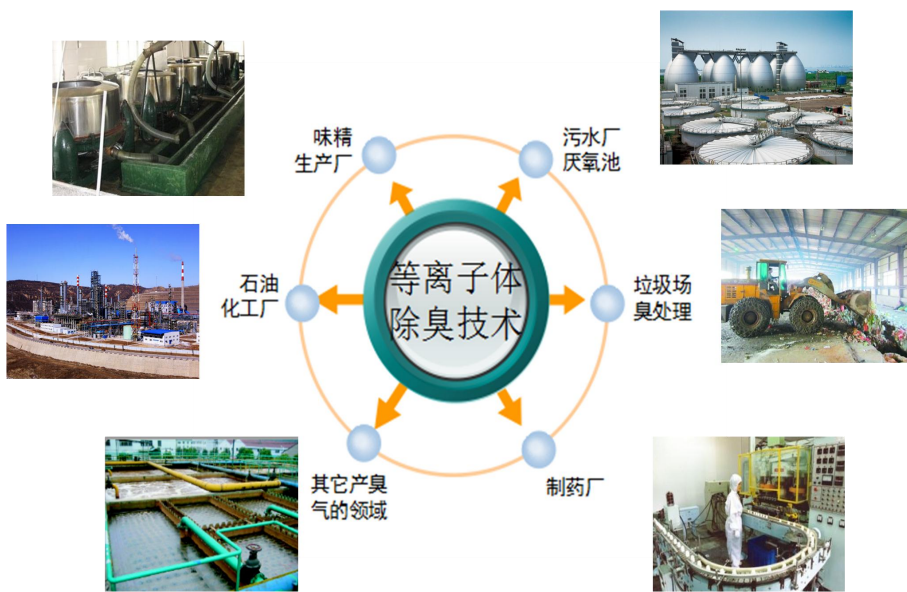 味精
生产厂
污水厂
厌氧池
石油
化工厂
等离子体
除臭技术
垃圾场
臭处理
其它产臭
气的领域
制药厂